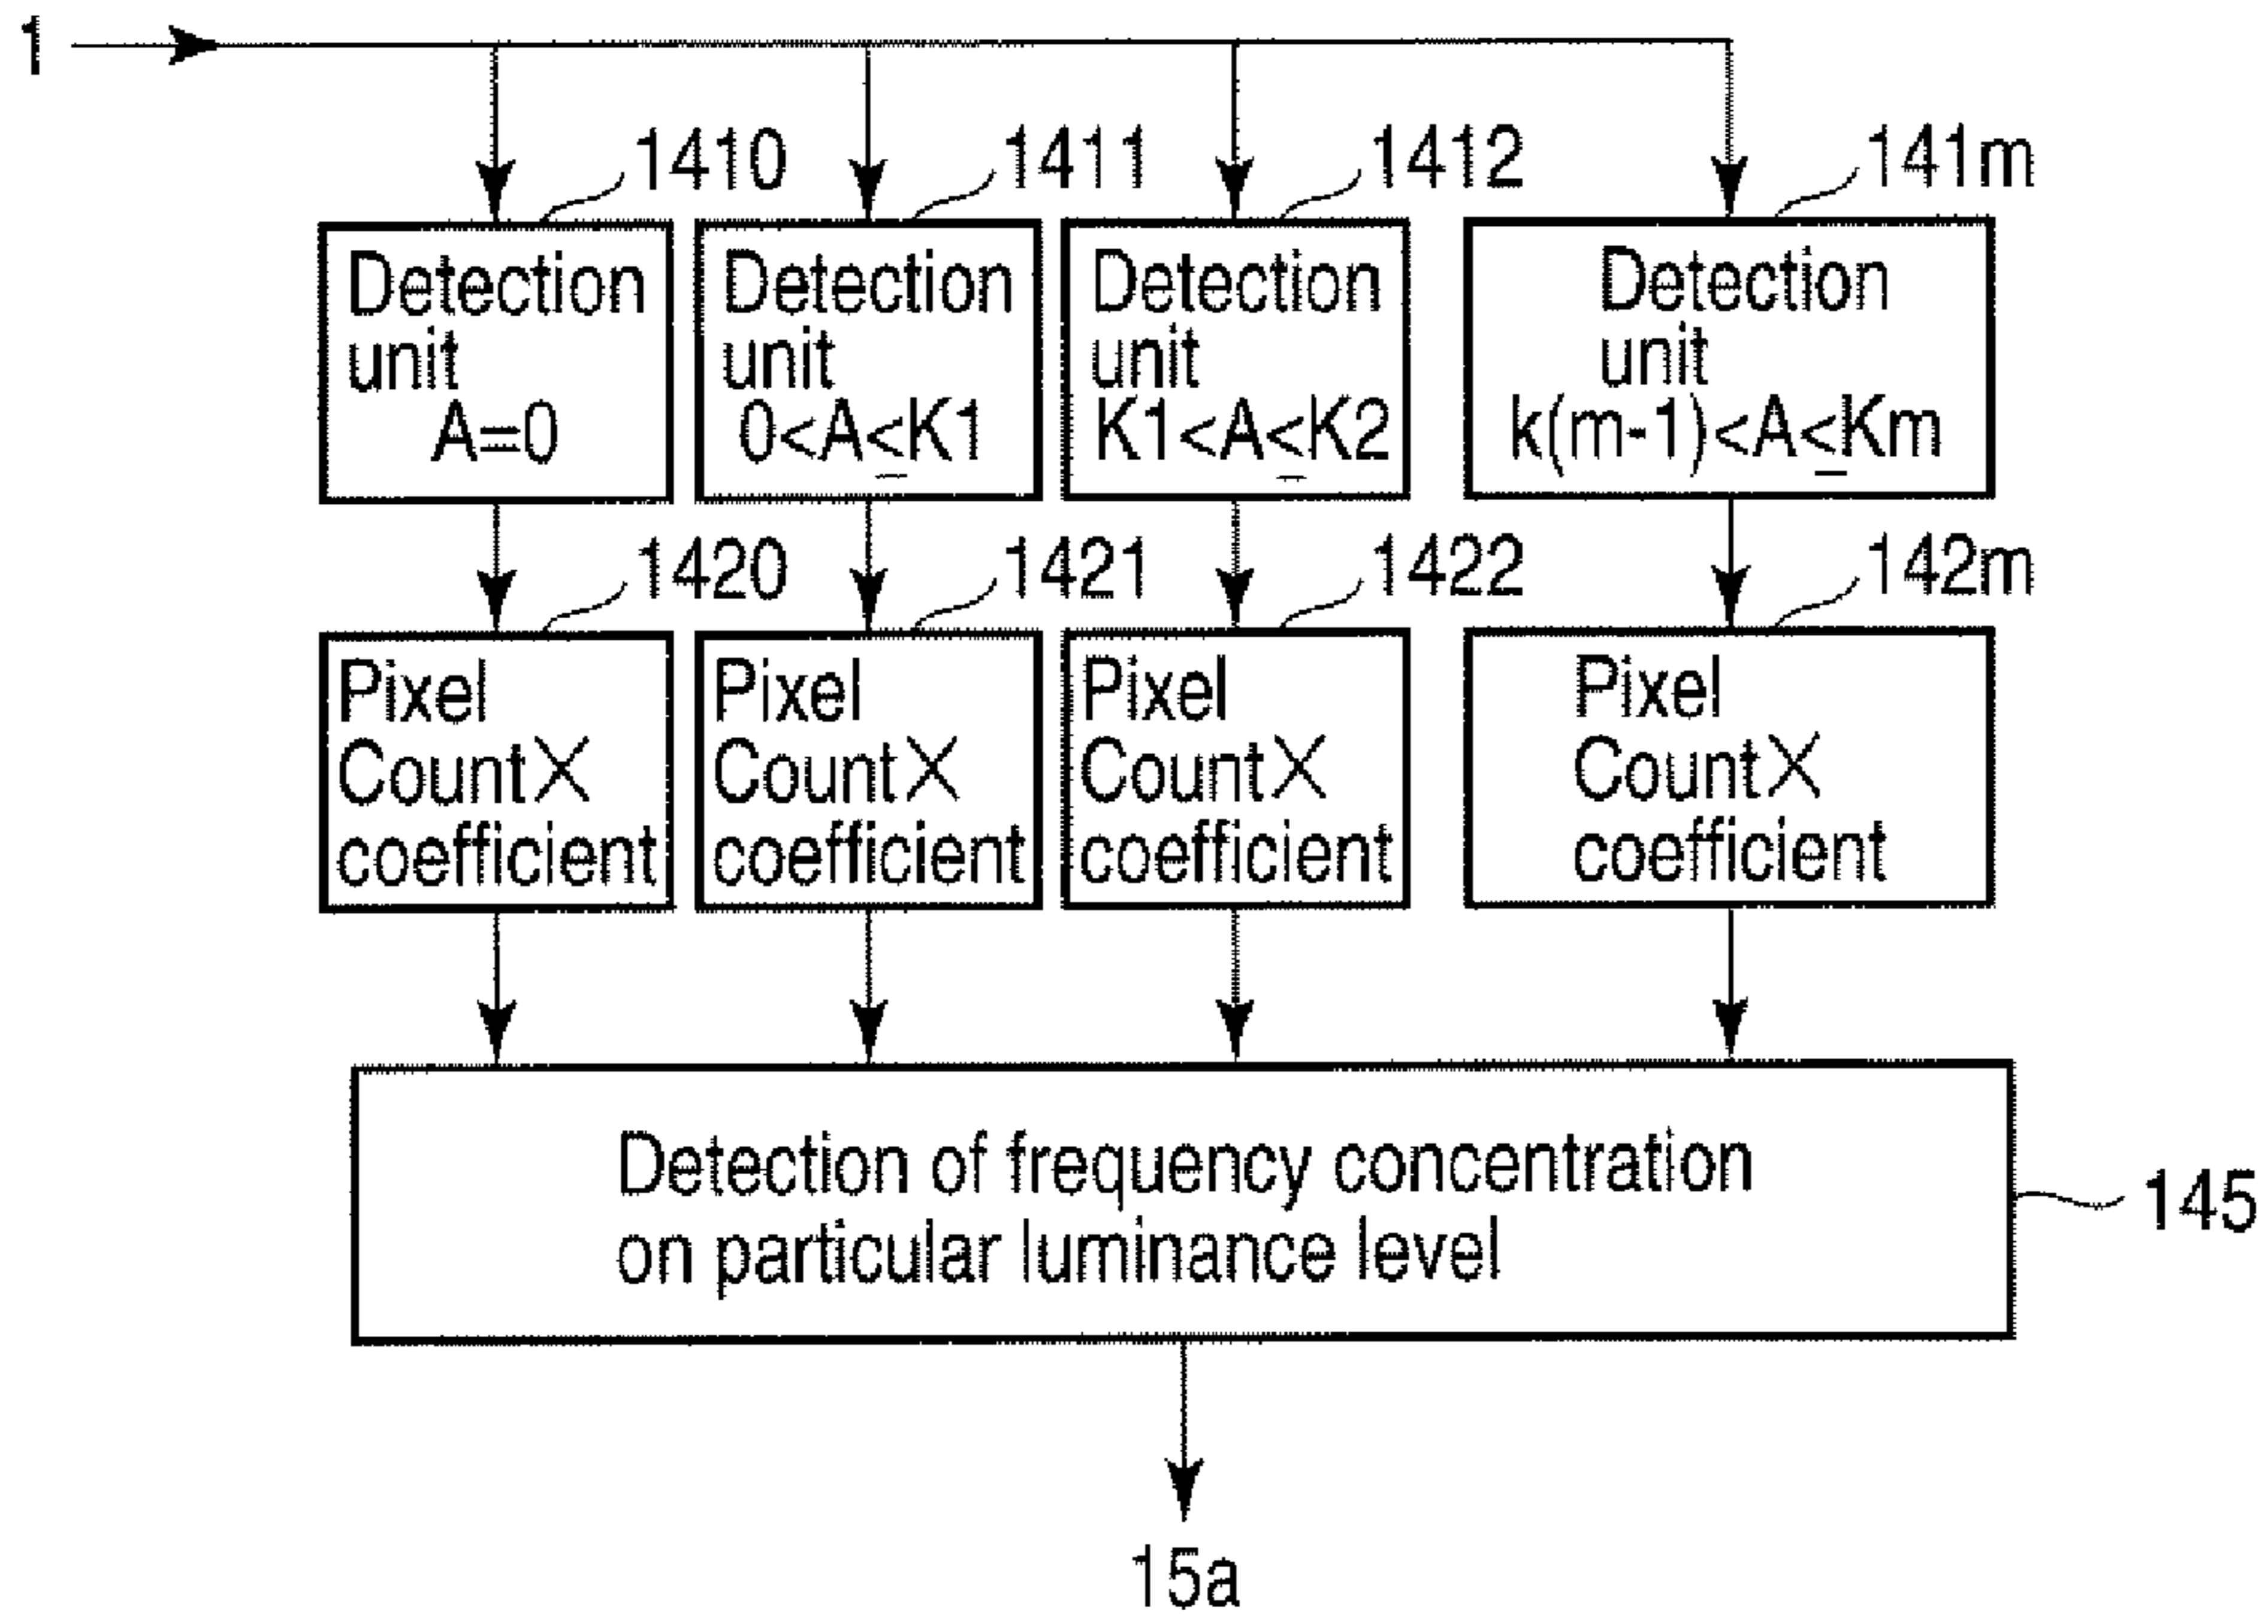 1
1410
1411
1412
141m
Detection
unit
A=0
Detection
unit
0<A≤K1
Detection
unit
K1<A≤K2
Detection
unit
k(m-1)<A≤Km
1420
1421
1422
142m
Pixel
Count×
coefficient
Pixel
Count×
coefficient
Pixel
Count×
coefficient
Pixel
Count×
coefficient
Detection of frequency concentration
on particular luminance level
145
15a